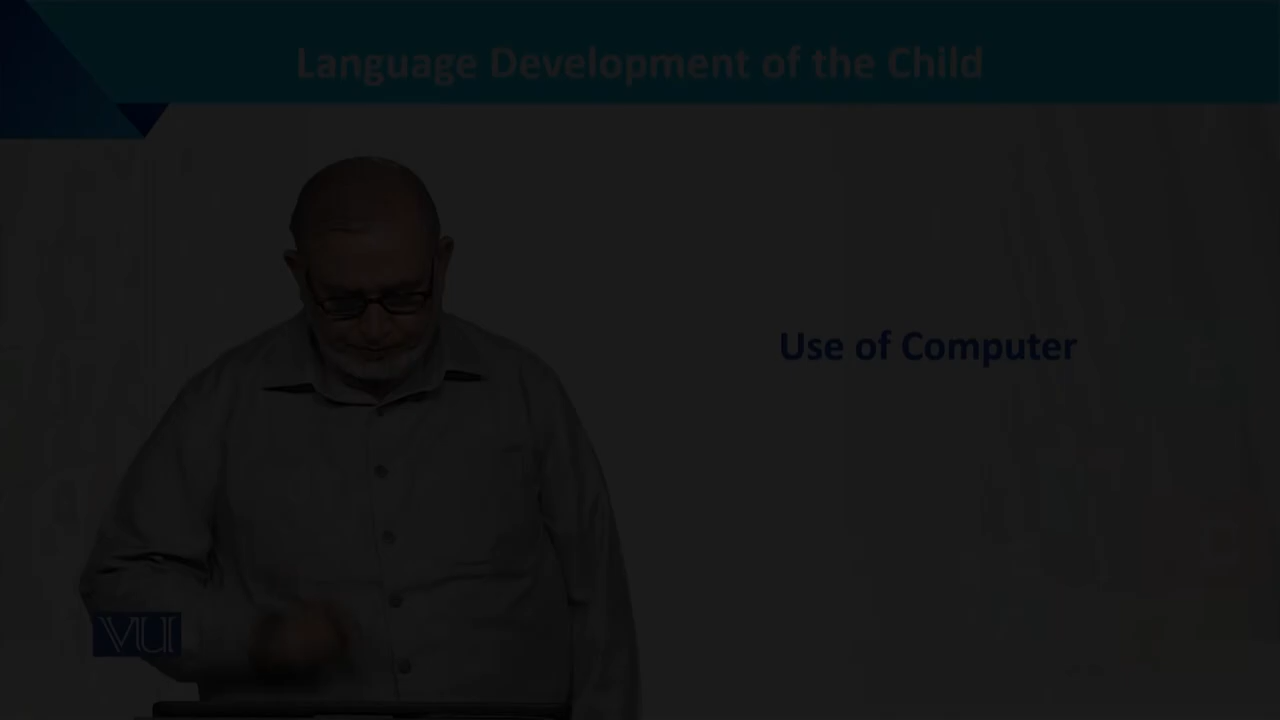 Language Development of the Child
Use of Computer
VU